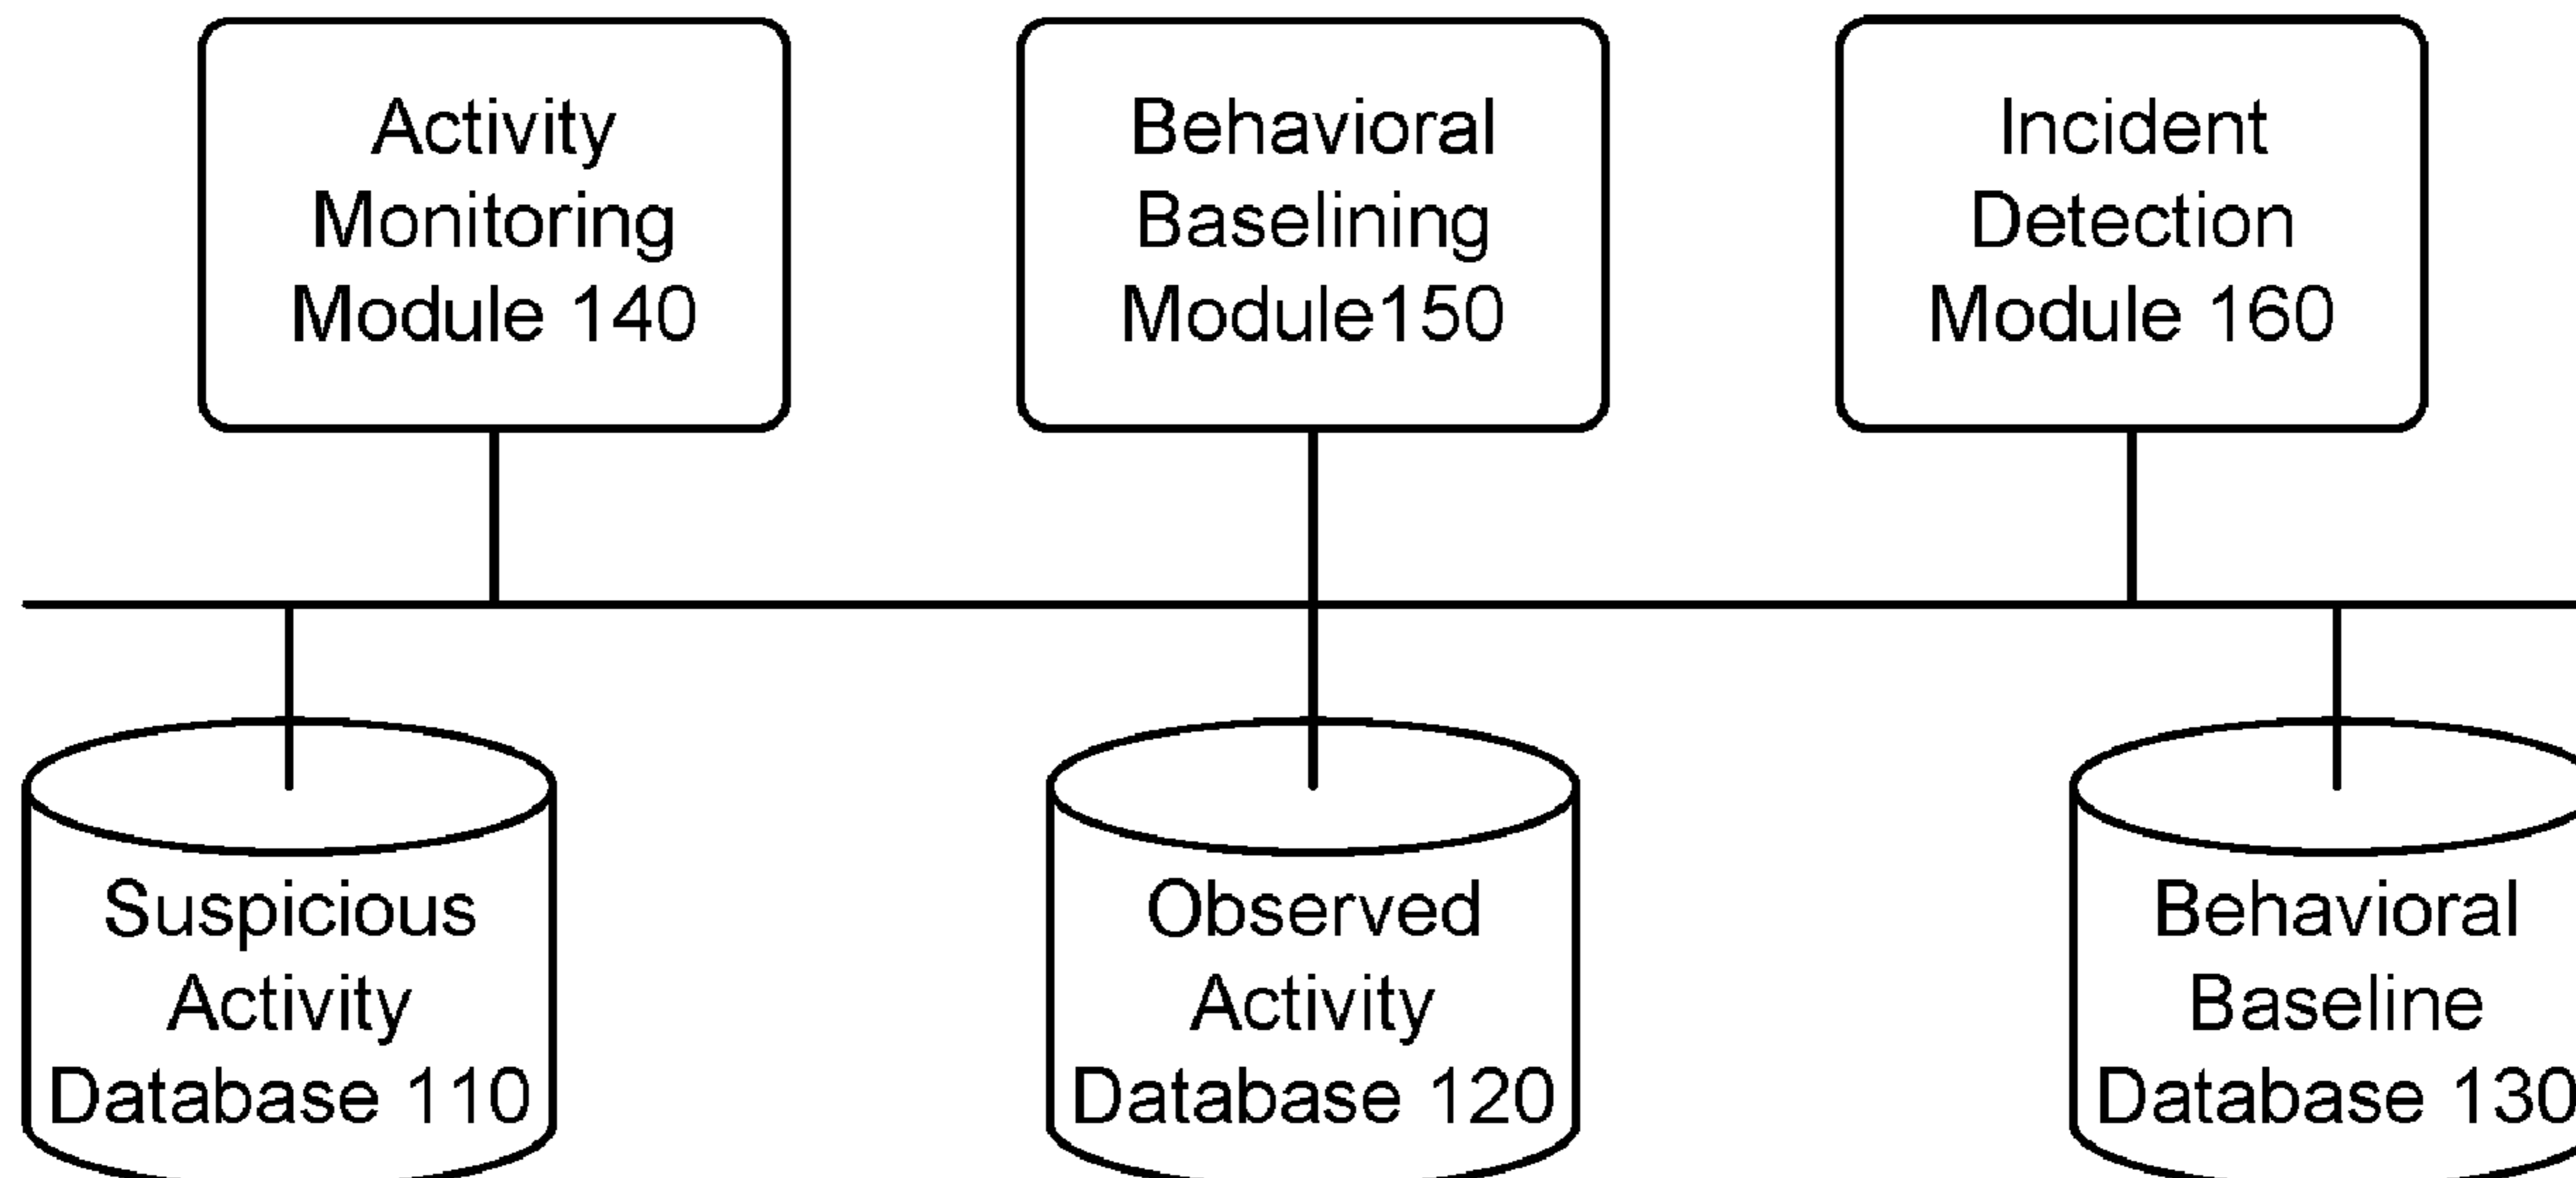 Activity
Monitoring
Module 140
Behavioral
Baselining
Module150
Incident
Detection
Module 160
Suspicious
Activity
Database 110
Observed
Activity
Database 120
Behavioral
Baseline
Database 130